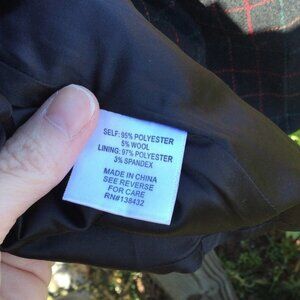 SELF: 95% POLYESTER
5% WOOL
LINING: 97% POLYESTER
3% SPANDEX
MADE IN CHINA
SEE REVERSE
FOR CARE
RN#138432